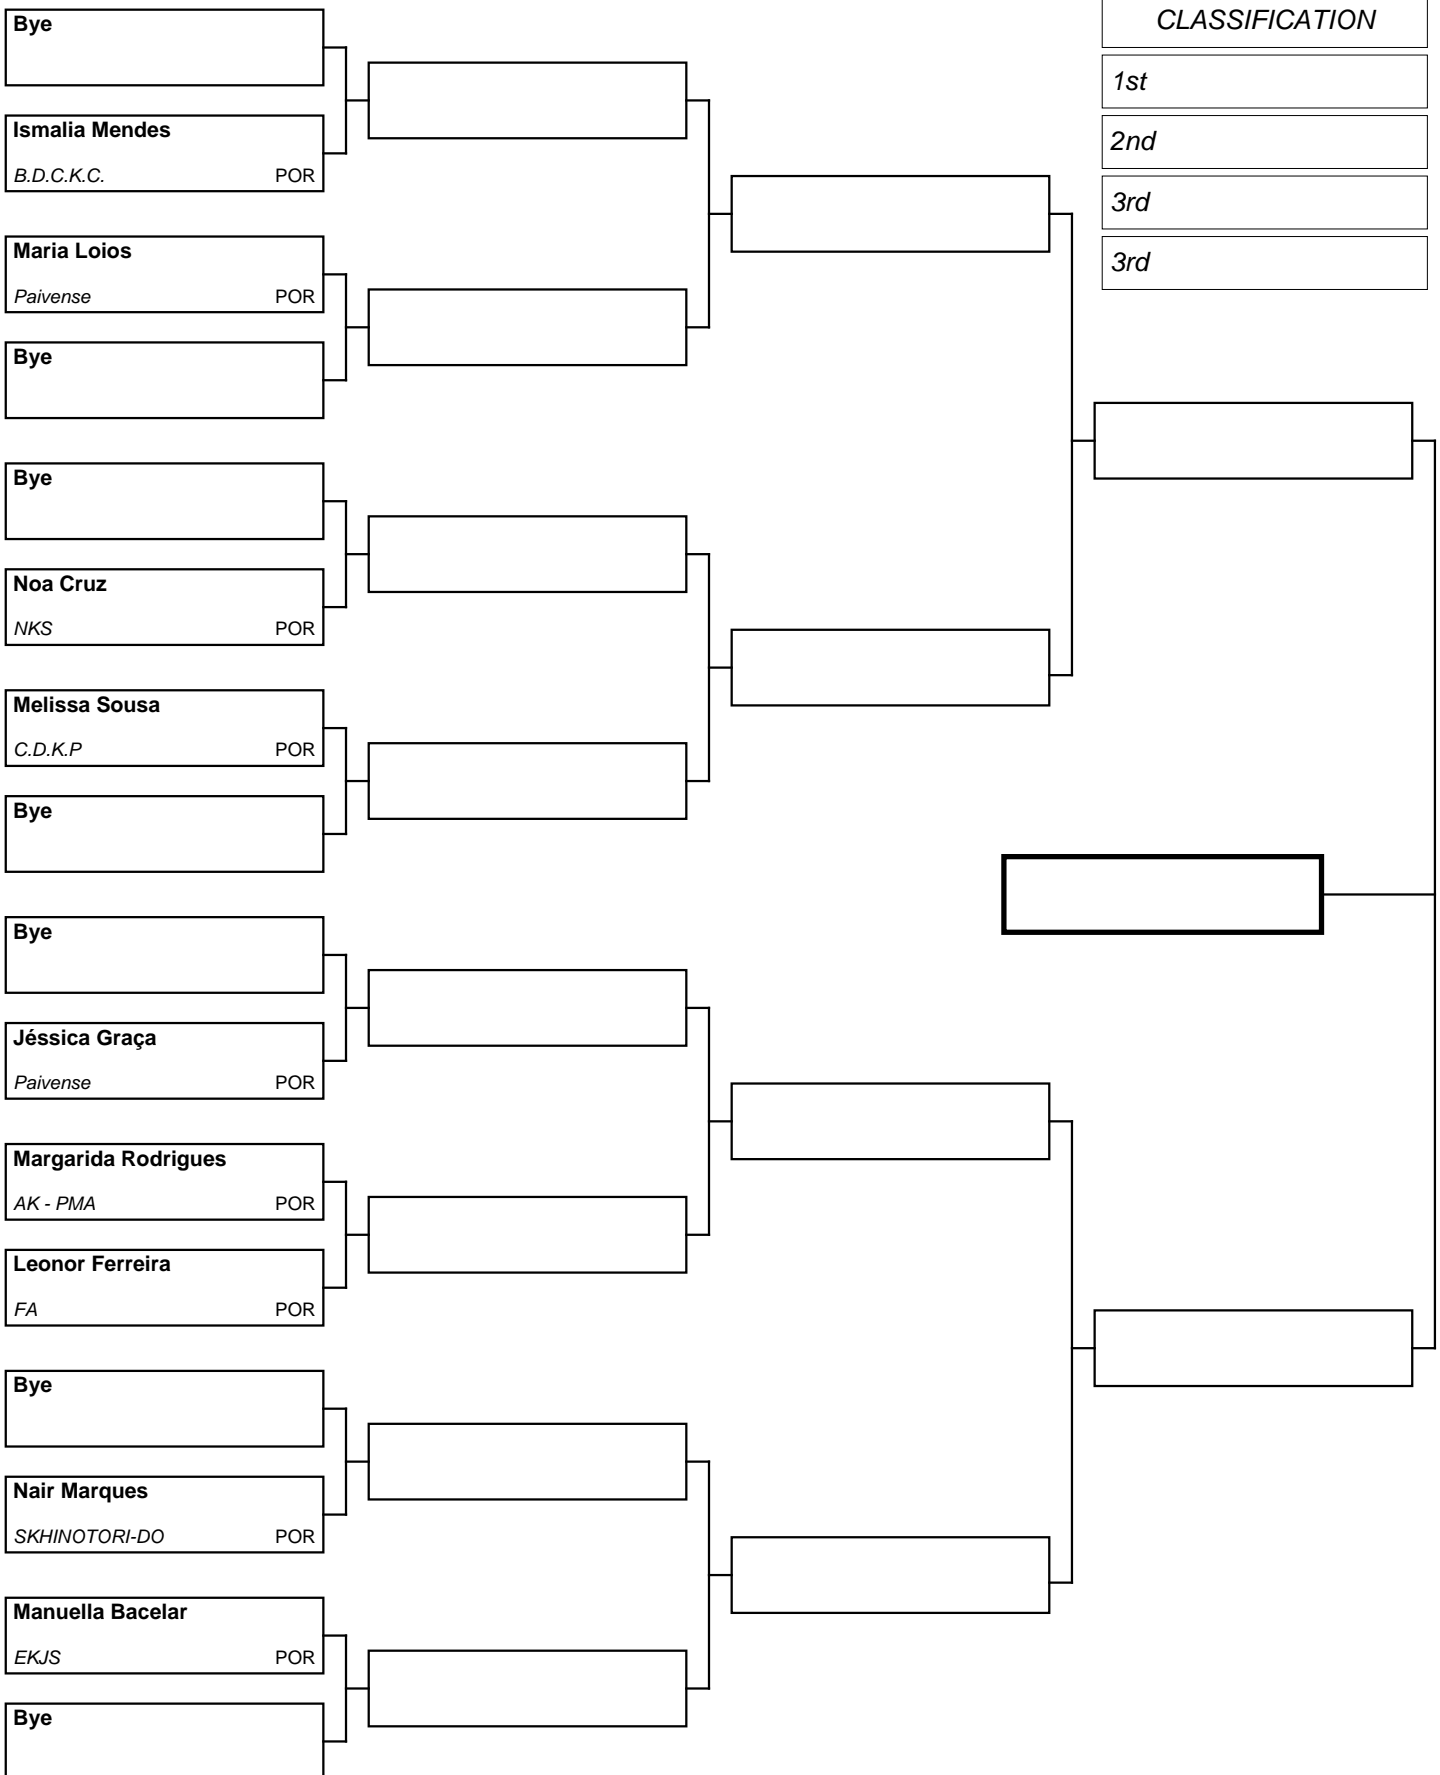 CLASSIFICATION
1st
2nd
3rd
3rd
Bye
Ismalia Mendes
B.D.C.K.C. POR
Maria Loios
Paivense POR
Bye
Bye
Noa Cruz
NKS POR
Melissa Sousa
C.D.K.P POR
Bye
Bye
Jéssica Graça
Paivense POR
Margarida Rodrigues
AK - PMA POR
Leonor Ferreira
FA POR
Bye
Nair Marques
SKHINOTORI-DO POR
Manuella Bacelar
EKJS POR
Bye